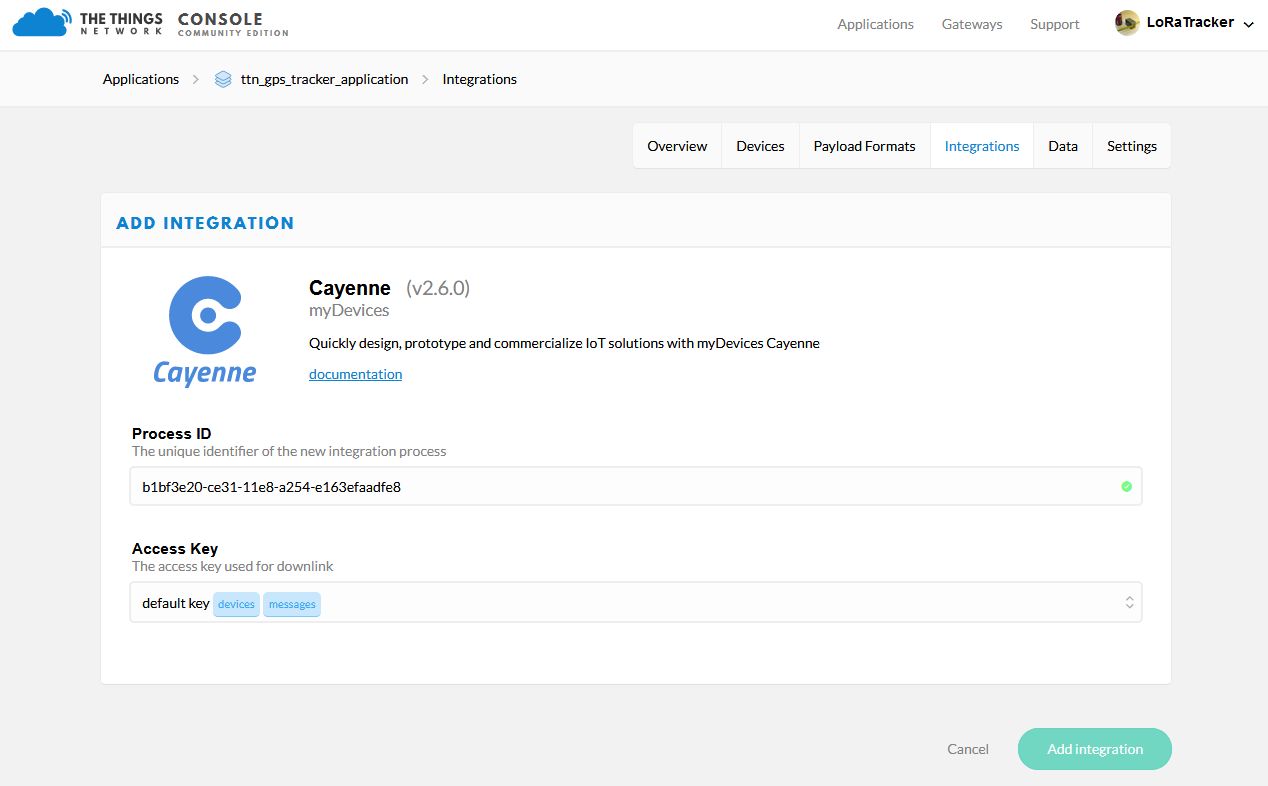 THE THINGS NETWORK CONSOLE COMMUNITY EDITION
Applications Gateways Support LoRaTracker
Applications ttn_gps_tracker_application Integrations
Overview Devices Payload Formats Integrations Data Settings
ADD INTEGRATION
Cayenne (v2.6.0)
myDevices
Quickly design, prototype and commercialize IoT solutions with myDevices Cayenne
Cayenne
documentation
Process ID
The unique identifier of the new integration process
b1bf3e20-ce31-11e8-a254-e163efaadfe8
Access Key
The access key used for downlink
default key devices messages
Cancel Add integration